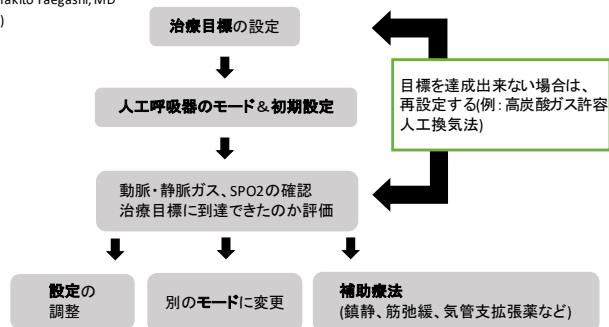 Taegashi, MD
)
治療目標の設定
人工呼吸器のモード＆初期設定
目標を達成出来ない場合は、
再設定する(例：高炭酸ガス許容
人工換気法)
動脈・静脈ガス、SPO2の確認
治療目標に到達できたのか評価
設定の
調整
別のモードに変更
補助療法
(鎮静、筋弛緩、気管支拡張薬など)